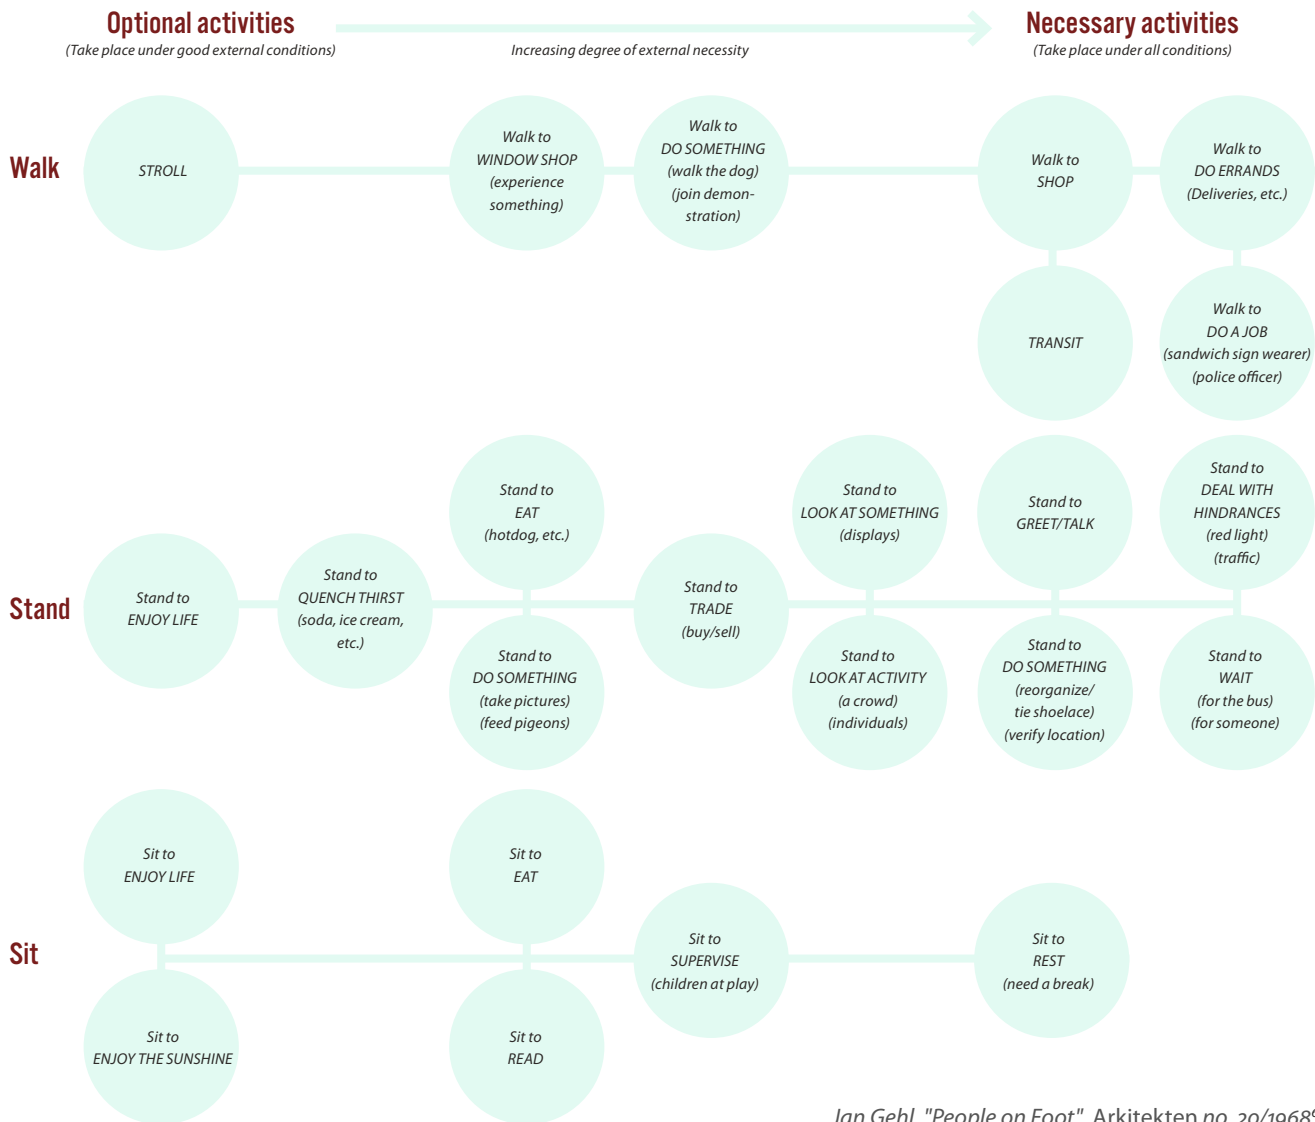 Optional activities
(Take place under good external conditions)
Increasing degree of external necessity
Necessary activities
(Take place under all conditions)
Walk
STROLL
Walk to
WINDOW SHOP
(experience
something)
Walk to
DO SOMETHING
(walk the dog)
(join demon-
stration)
Walk to
SHOP
Walk to
DO ERRANDS
(Deliveries, etc.)
TRANSIT
Walk to
DO A JOB
(sandwich sign wearer)
(police officer)
Stand
Stand to
ENJOY LIFE
Stand to
QUENCH THIRST
(soda, ice cream,
etc.)
Stand to
EAT
(hotdog, etc.)
Stand to
DO SOMETHING
(take pictures)
(feed pigeons)
Stand to
TRADE
(buy/sell)
Stand to
LOOK AT SOMETHING
(displays)
Stand to
LOOK AT ACTIVITY
(a crowd)
(individuals)
Stand to
GREET/TALK
Stand to
DO SOMETHING
(reorganize/
tie shoelace)
(verify location)
Stand to
DEAL WITH
HINDRANCES
(red light)
(traffic)
Stand to
WAIT
(for the bus)
(for someone)
Sit
Sit to
ENJOY LIFE
Sit to
ENJOY THE SUNSHINE
Sit to
EAT
Sit to
READ
Sit to
SUPERVISE
(children at play)
Sit to
REST
(need a break)
Jan Gehl, "People on Foot", Arkitekten no. 20/1968